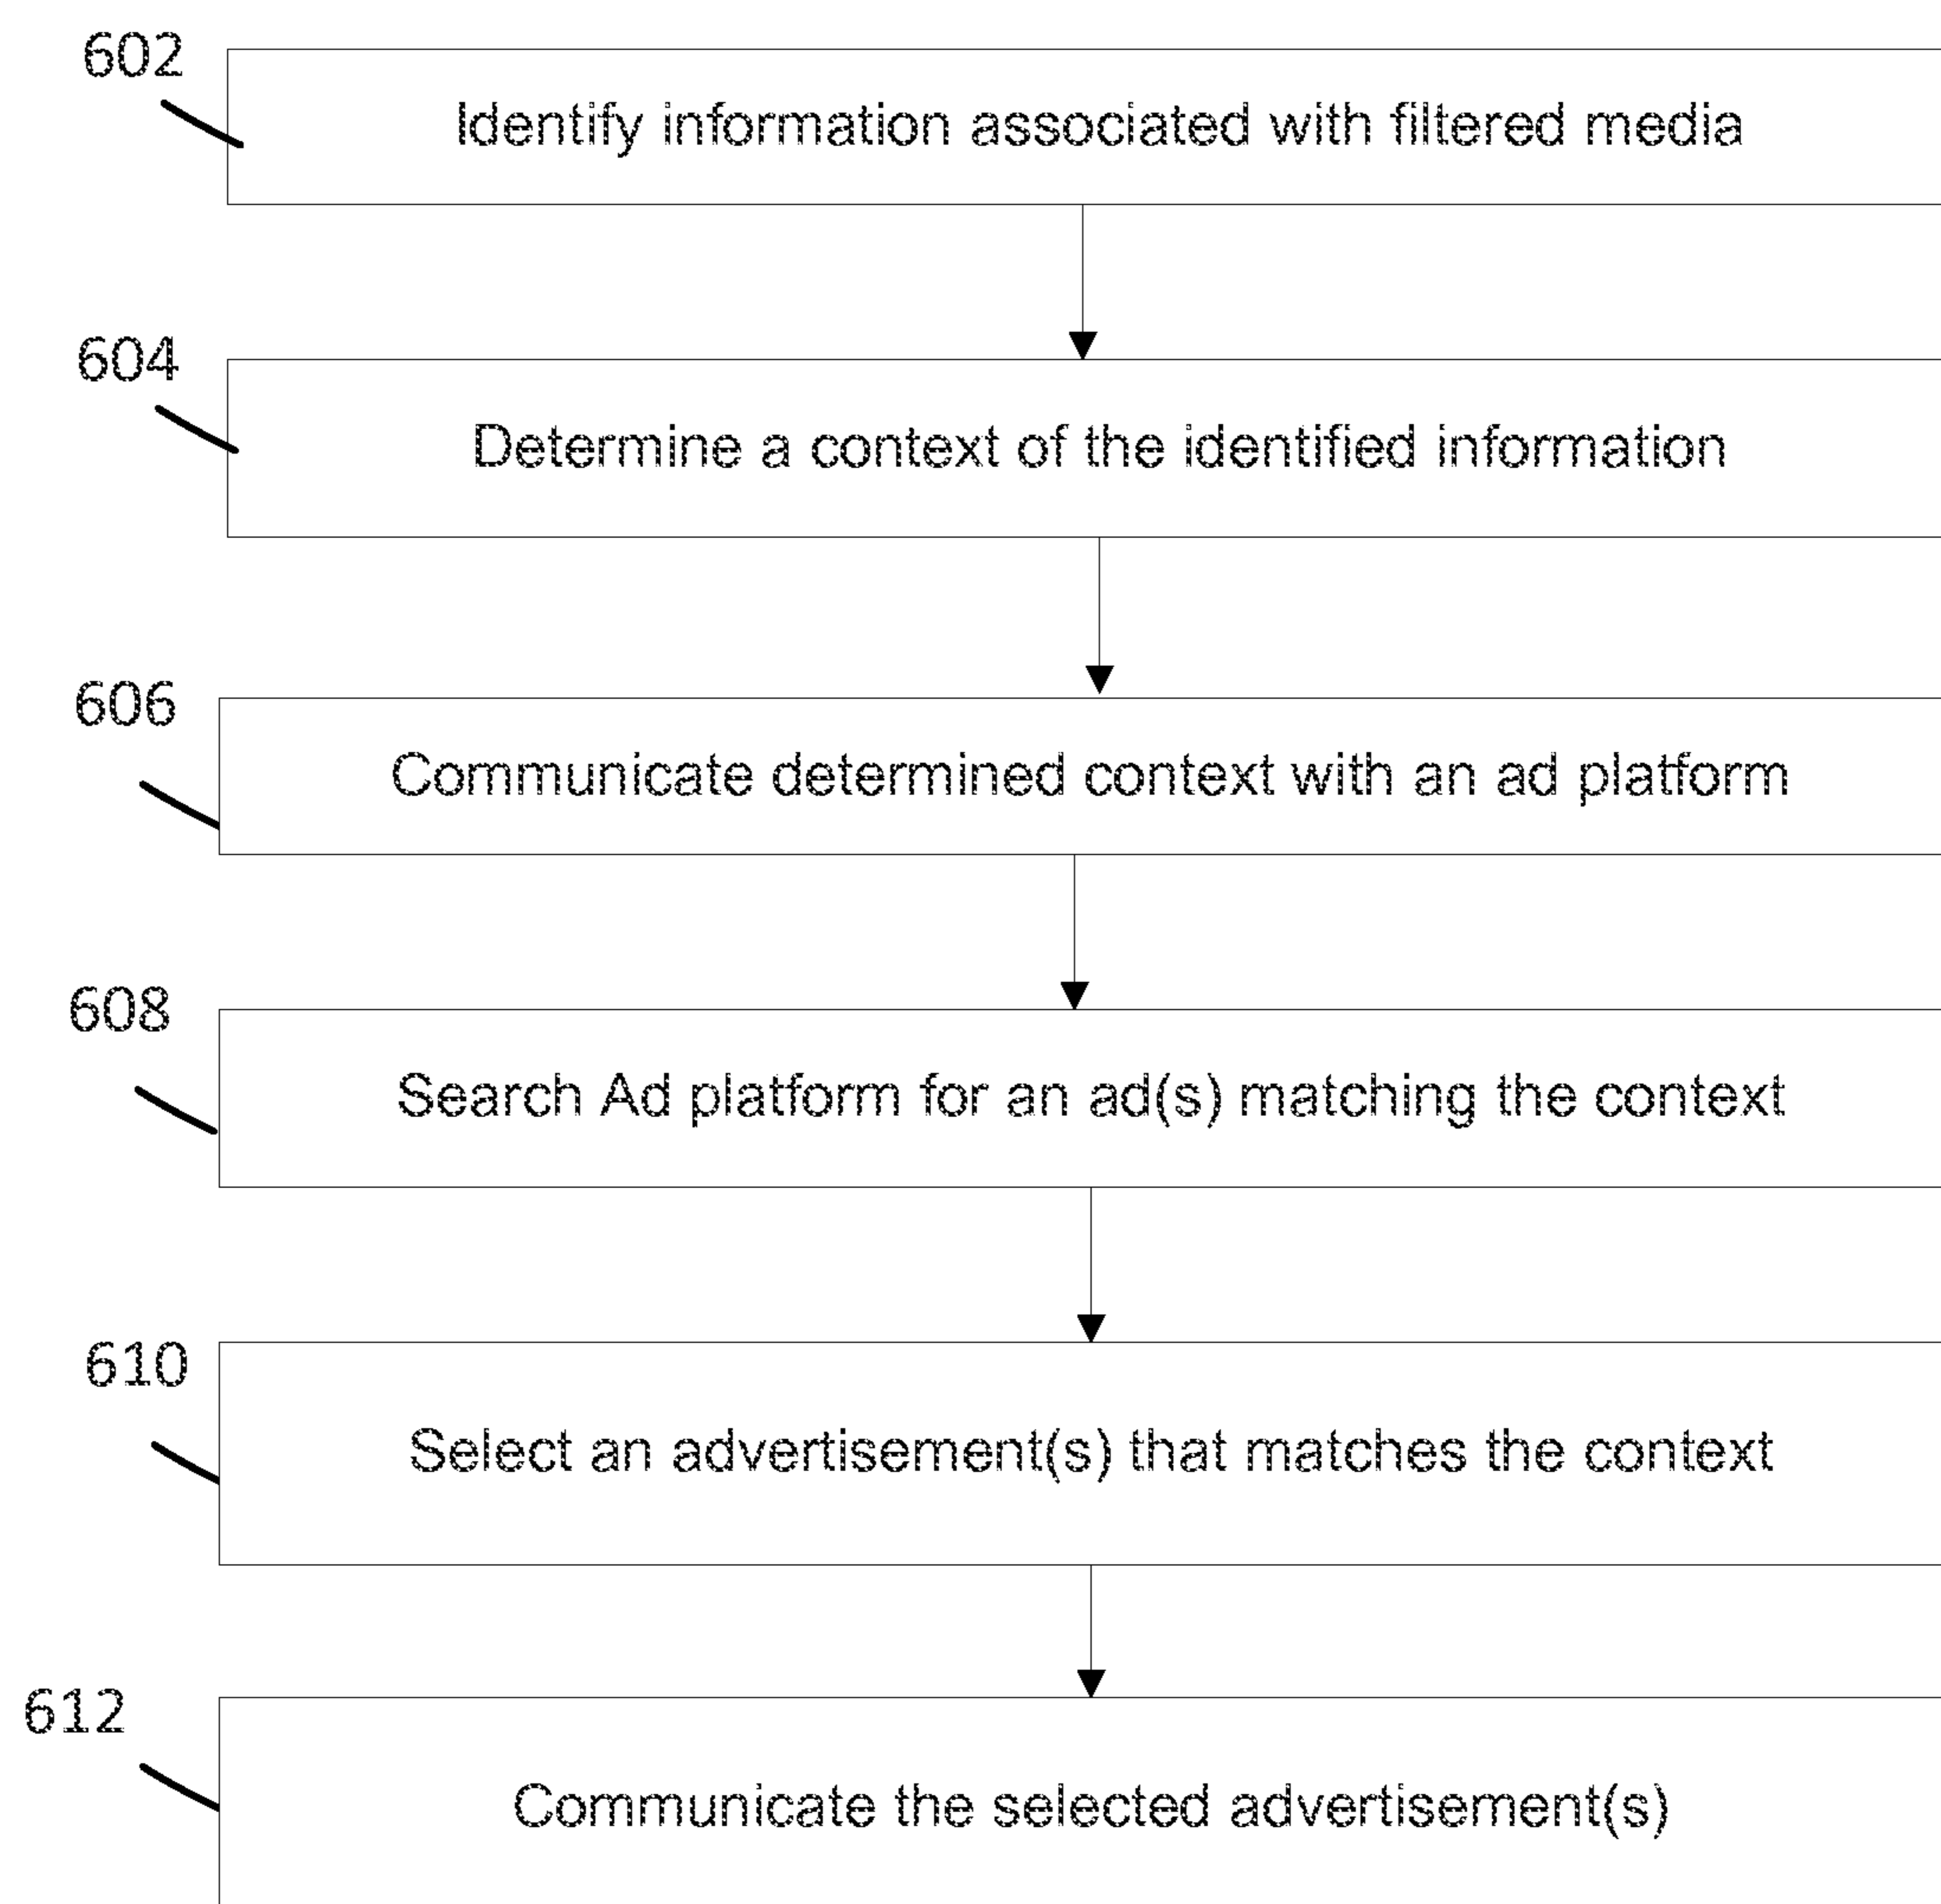 602
Identify information associated with filtered media
604
Determine a context of the identified information
606
Communicate determined context with an ad platform
608
Search Ad platform for an ad(s) matching the context
610
Select an advertisement(s) that matches the context
612
Communicate the selected advertisement(s)